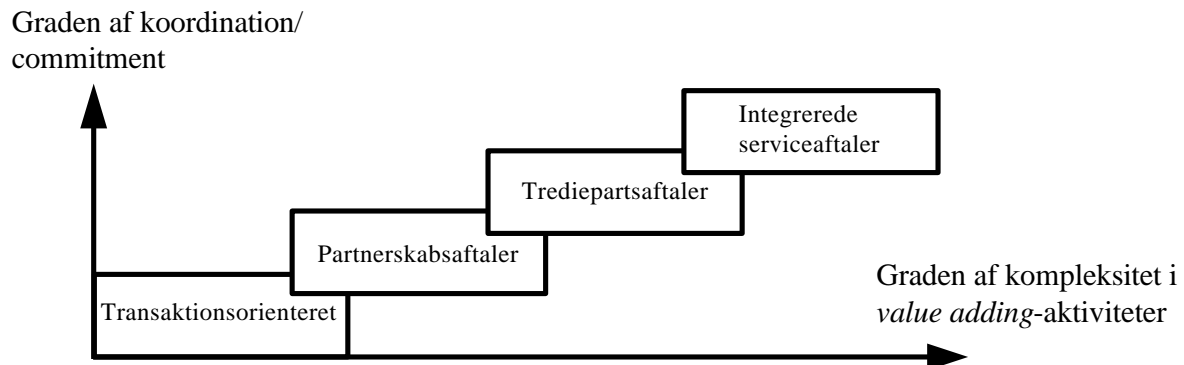 Graden af koordination/
commitment
Integrerede
serviceaftaler
Trediepartsaftaler
Partnerskabsaftaler
Transaktionsorienteret
Graden af kompleksitet i
value adding-aktiviteter